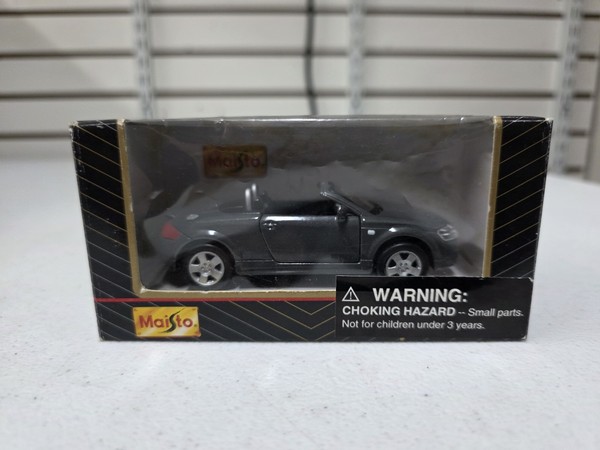 Maisto.
Maisto.
WARNING:
CHOKING HAZARD -- Small parts.
Not for children under 3 years.